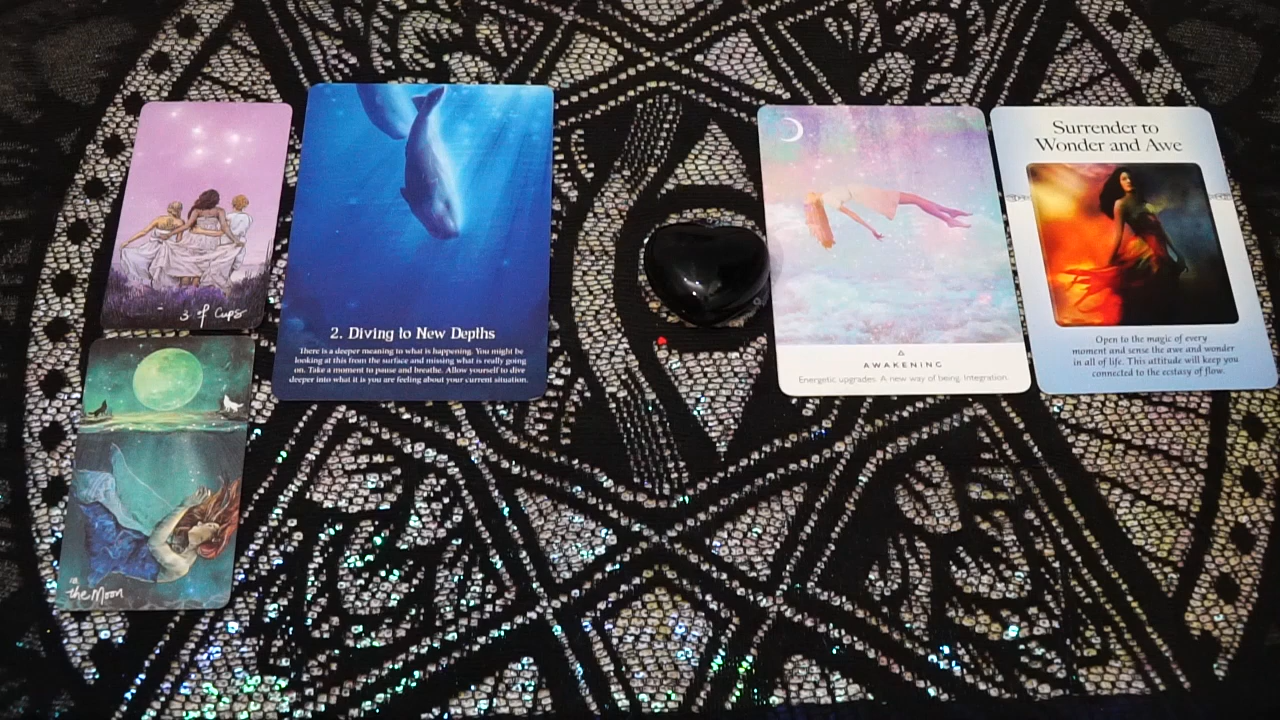 3 of Cups
the Moon
2. Diving to New Depths
There is a deeper meaning to what is happening. You might be
looking at this from the surface and missing what is really going
on. Take a moment to pause and breathe. Allow yourself to dive
deeper into what it is you are feeling about your current situation.
AWAKENING
Energetic upgrades. A new way of being. Integration.
Surrender to
Wonder and Awe
Open to the magic of every
moment and sense the awe and wonder
in all of life. This attitude will keep you
connected to the ecstasy of flow.